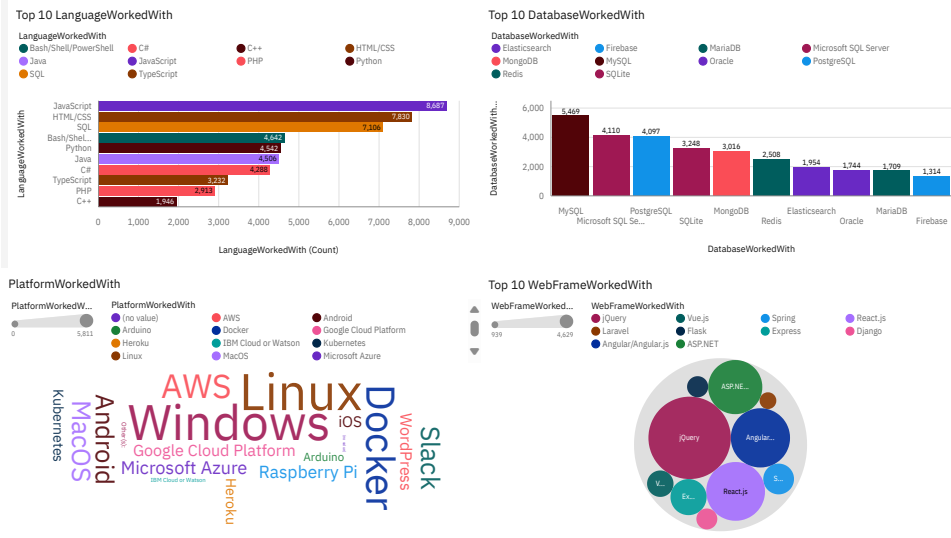 Top 10 LanguageWorkedWith
LanguageWorkedWith
Bash/Shell/PowerShell C# C++ HTML/CSS
Java JavaScript PHP Python
SQL TypeScript
LanguageWorkedWith
JavaScript 8,687
HTML/CSS 7,830
SQL 7,106
Bash/Shel... 4,642
Python 4,542
Java 4,506
C# 4,288
TypeScript 3,232
PHP 2,913
C++ 1,946
0 1,000 2,000 3,000 4,000 5,000 6,000 7,000 8,000 9,000
LanguageWorkedWith (Count)
Top 10 DatabaseWorkedWith
DatabaseWorkedWith
Elasticsearch Firebase MariaDB Microsoft SQL Server
MongoDB MySQL Oracle PostgreSQL
Redis SQLite
DatabaseWorkedWith...
6,000
4,000
2,000
0
5,469 4,110 4,097 3,248 3,016 2,508 1,954 1,744 1,709 1,314
MySQL PostgreSQL MongoDB Elasticsearch MariaDB
Microsoft SQL Se... SQLite Redis Oracle Firebase
DatabaseWorkedWith
PlatformWorkedWith
PlatformWorkedW...
0 5,811
PlatformWorkedWith
(no value) AWS Android
Arduino Docker Google Cloud Platform
Heroku IBM Cloud or Watson Kubernetes
Linux MacOS Microsoft Azure
Kubernetes
MacOS
Android
Other(s):
AWS
Linux
Windows
iOS
Google Cloud Platform
Arduino
Microsoft Azure
Raspberry Pi
IBM Cloud or Watson
Heroku
Docker
WordPress
Slack
Top 10 WebFrameWorkedWith
WebFrameWorked...
939 4,629
WebFrameWorkedWith
jQuery Vue.js Spring React.js
Laravel Flask Express Django
Angular/Angular.js ASP.NET
ASP.NE...
jQuery
Angular...
V...
Ex...
React.js
S...